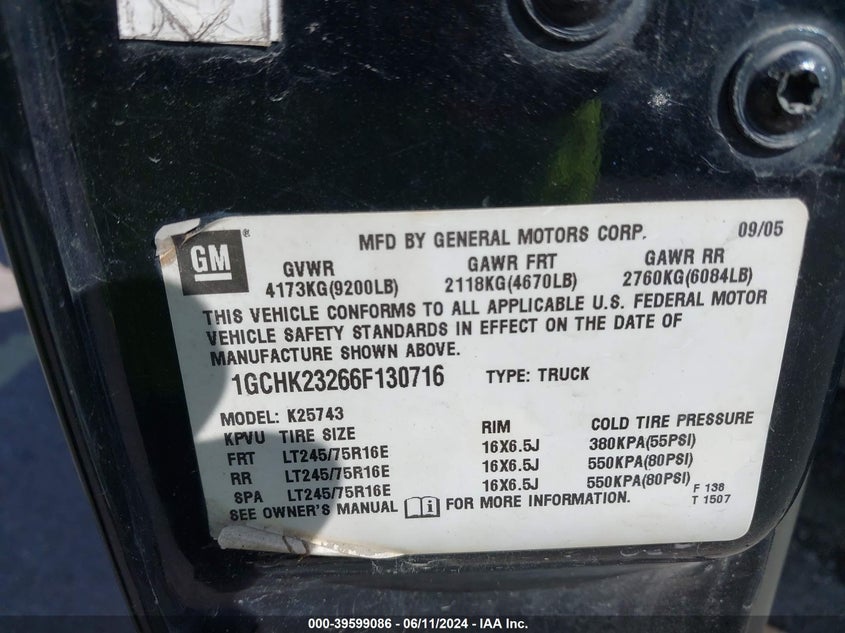 GM ®
MFD BY GENERAL MOTORS CORP. 09/05
GVWR GAWR FRT GAWR RR
4173KG(9200LB) 2118KG(4670LB) 2760KG(6084LB)
THIS VEHICLE CONFORMS TO ALL APPLICABLE U.S. FEDERAL MOTOR
VEHICLE SAFETY STANDARDS IN EFFECT ON THE DATE OF
MANUFACTURE SHOWN ABOVE.
1GCHK23266F130716 TYPE: TRUCK
MODEL: K25743
KPVU TIRE SIZE RIM COLD TIRE PRESSURE
FRT LT245/75R16E 16X6.5J 380KPA(55PSI)
RR LT245/75R16E 16X6.5J 550KPA(80PSI)
SPA LT245/75R16E 16X6.5J 550KPA(80PSI)
SEE OWNER'S MANUAL FOR MORE INFORMATION.
F 136
T 1507
000-39599086 - 06/11/2024 - IAA Inc.